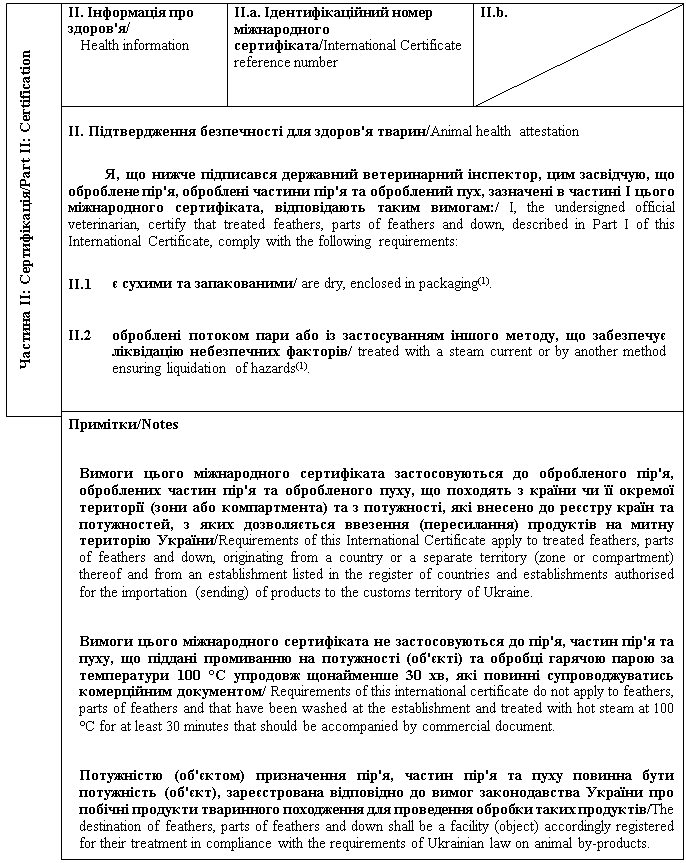 Частина II: Сертифікація/Part II: Certification
II. Інформація про
здоров'я/
Health information
II.a. Ідентифікаційний номер
міжнародного
сертифіката/International Certificate
reference number
II.b.
II. Підтвердження безпечності для здоров'я тварин/Animal health attestation
Я, що нижче підписався державний ветеринарний інспектор, цим засвідчую, що
оброблене пір'я, оброблені частини пір'я та оброблений пух, зазначені в частині I цього
міжнародного сертифіката, відповідають таким вимогам:/ I, the undersigned official
veterinarian, certify that treated feathers, parts of feathers and down, described in Part I of this
International Certificate, comply with the following requirements:
II.1 є сухими та запакованими/ are dry, enclosed in packaging(1).
II.2 оброблені потоком пари або із застосуванням іншого методу, що забезпечує
ліквідацію небезпечних факторів/ treated with a steam current or by another method
ensuring liquidation of hazards(1).
Примітки/Notes
Вимоги цього міжнародного сертифіката застосовуються до обробленого пір'я,
оброблених частин пір'я та обробленого пуху, що походять з країни чи її окремої
території (зони або компартмента) та з потужності, які внесено до реєстру країн та
потужностей, з яких дозволяється ввезення (пересилання) продуктів на митну
територію України/Requirements of this International Certificate apply to treated feathers, parts
of feathers and down, originating from a country or a separate territory (zone or compartment)
thereof and from an establishment listed in the register of countries and establishments authorised
for the importation (sending) of products to the customs territory of Ukraine.
Вимоги цього міжнародного сертифіката не застосовуються до пір'я, частин пір'я та
пуху, що піддані промиванню на потужності (об'єкті) та обробці гарячою парою за
температури 100 °C упродовж щонайменше 30 хв, які повинні супроводжуватись
комерційним документом/ Requirements of this international certificate do not apply to feathers,
parts of feathers and that have been washed at the establishment and treated with hot steam at 100
°C for at least 30 minutes that should be accompanied by commercial document.
Потужністю (об'єктом) призначення пір'я, частин пір'я та пуху повинна бути
потужність (об'єкт), зареєстрована відповідно до вимог законодавства України про
побічні продукти тваринного походження для проведення обробки таких продуктів/The
destination of feathers, parts of feathers and down shall be a facility (object) accordingly registered
for their treatment in compliance with the requirements of Ukrainian law on animal by-products.